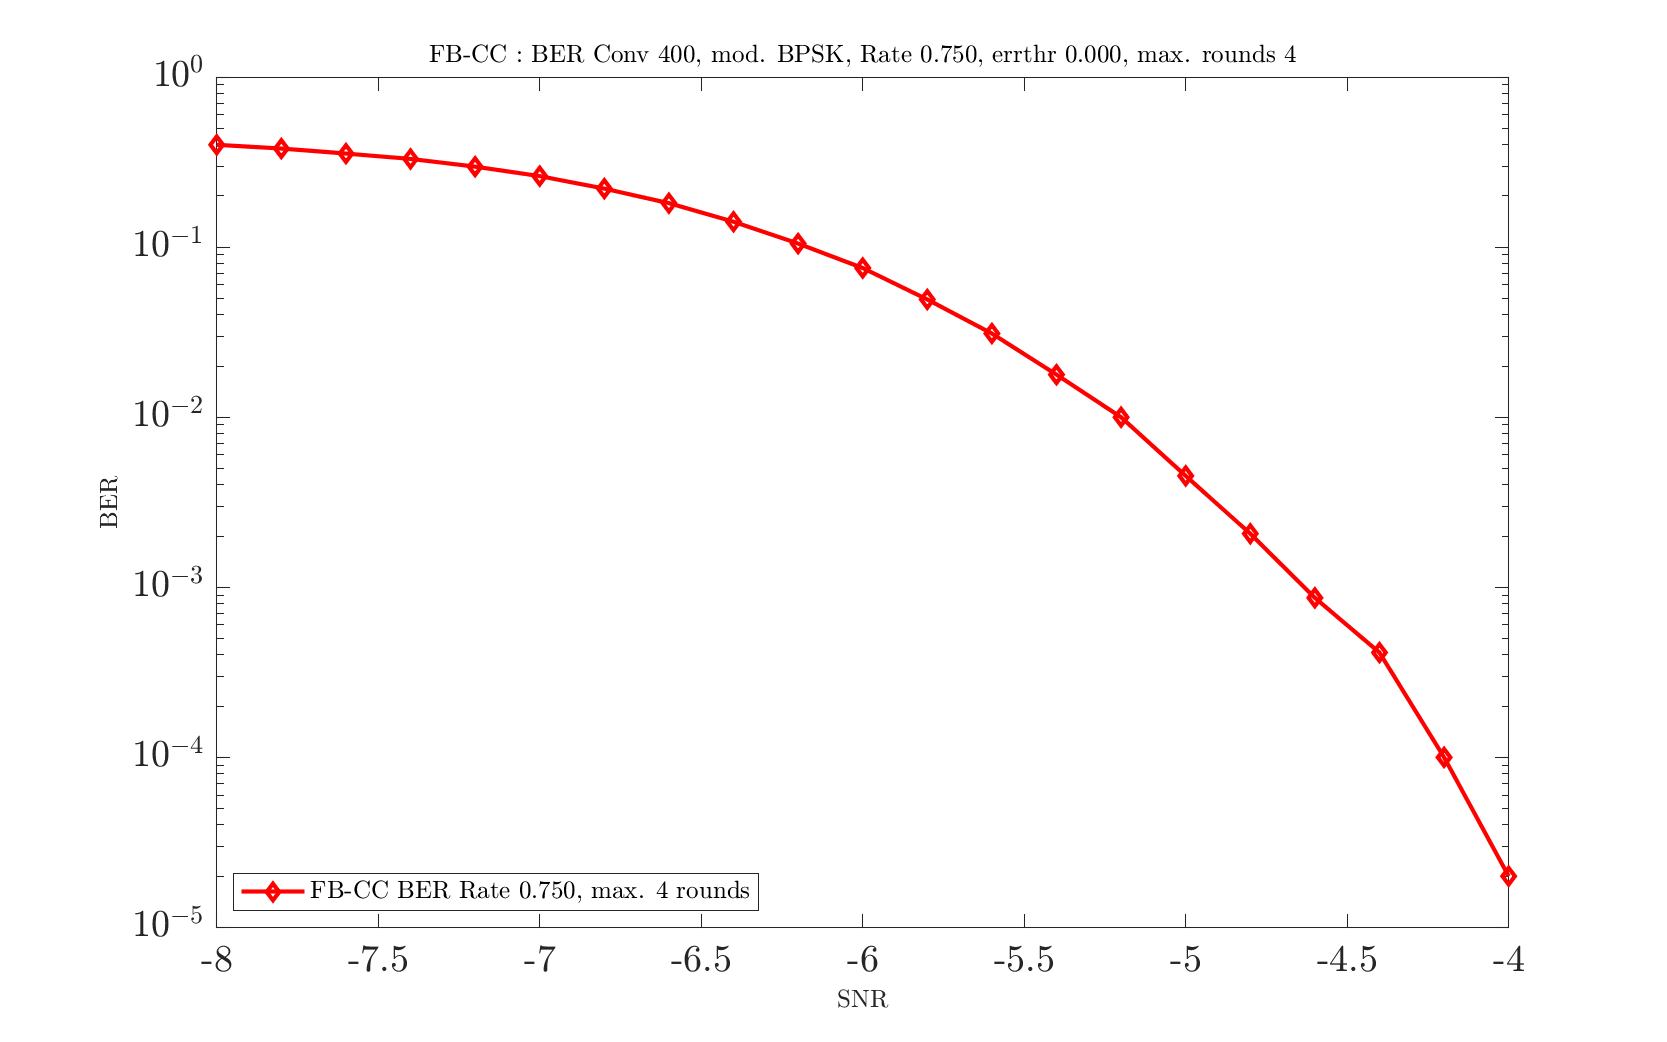 FB-CC : BER Conv 400, mod. BPSK, Rate 0.750, errthr 0.000, max. rounds 4
10^0
10^-1
10^-2
10^-3
10^-4
10^-5
BER
FB-CC BER Rate 0.750, max. 4 rounds
-8 -7.5 -7 -6.5 -6 -5.5 -5 -4.5 -4
SNR